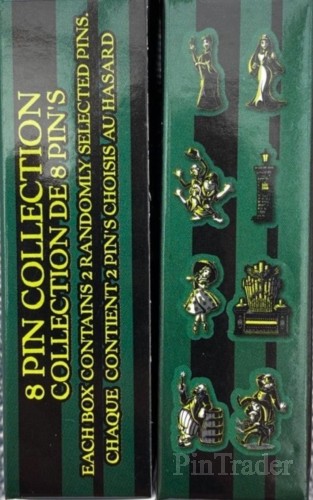 8 PIN COLLECTION
COLLECTION DE 8 PIN'S
EACH BOX CONTAINS 2 RANDOMLY SELECTED PINS.
CHAQUE CONTIENT 2 PIN'S CHOISIS AU HASARD
PinTrader